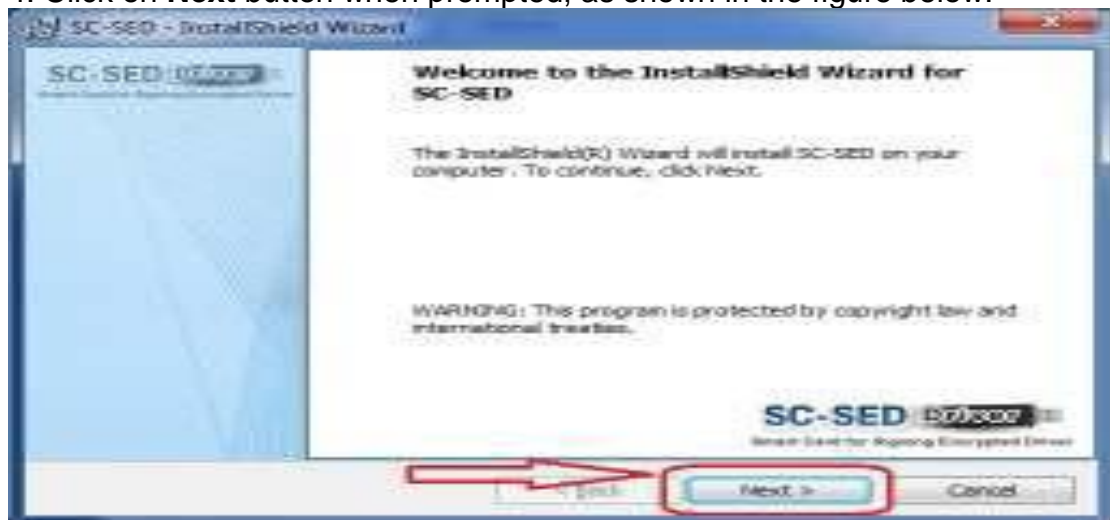 Click on Next button when prompted, as shown in the figure below
SC-SED - InstallShield Wizard
SC-SED
Welcome to the InstallShield Wizard for
SC-SED
The InstallShield(R) Wizard will install SC-SED on your
computer. To continue, click Next.
WARNING: This program is protected by copyright law and
international treaties.
SC-SED
< Back
Next >
Cancel